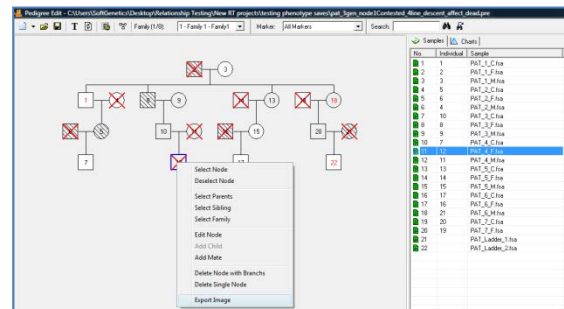 Pedigree Edit - C:\Users\SoftGenetics\Desktop\Relationship Testing\New RT projects\testing phenotype saves\pat_3gen_node1Contested_4line_descent_affect_dead.pre
T Family (1/8): 1 - Family1 - Family1 Marker: All Markers Search:
Samples Charts
No. Individual Sample
1 1 PAT_1_C.fsa
2 2 PAT_1_F.fsa
3 3 PAT_1_M.fsa
4 5 PAT_2_C.fsa
5 6 PAT_2_F.fsa
6 4 PAT_2_M.fsa
7 10 PAT_3_C.fsa
8 8 PAT_3_F.fsa
9 9 PAT_3_M.fsa
10 7 PAT_4_C.fsa
11 12 PAT_4_F.fsa
12 11 PAT_4_M.fsa
13 13 PAT_5_C.fsa
14 14 PAT_5_F.fsa
15 15 PAT_5_M.fsa
16 17 PAT_6_C.fsa
17 16 PAT_6_F.fsa
18 21 PAT_6_M.fsa
19 20 PAT_7_C.fsa
20 19 PAT_7_F.fsa
21 PAT_Ladder_1.fsa
22 PAT_Ladder_2.fsa
3
1 9 13 18
10 15 20
7 22
Select Node
Deselect Node
Select Parents
Select Sibling
Select Family
Edit Node
Add Child
Add Mate
Delete Node with Branchs
Delete Single Node
Export Image